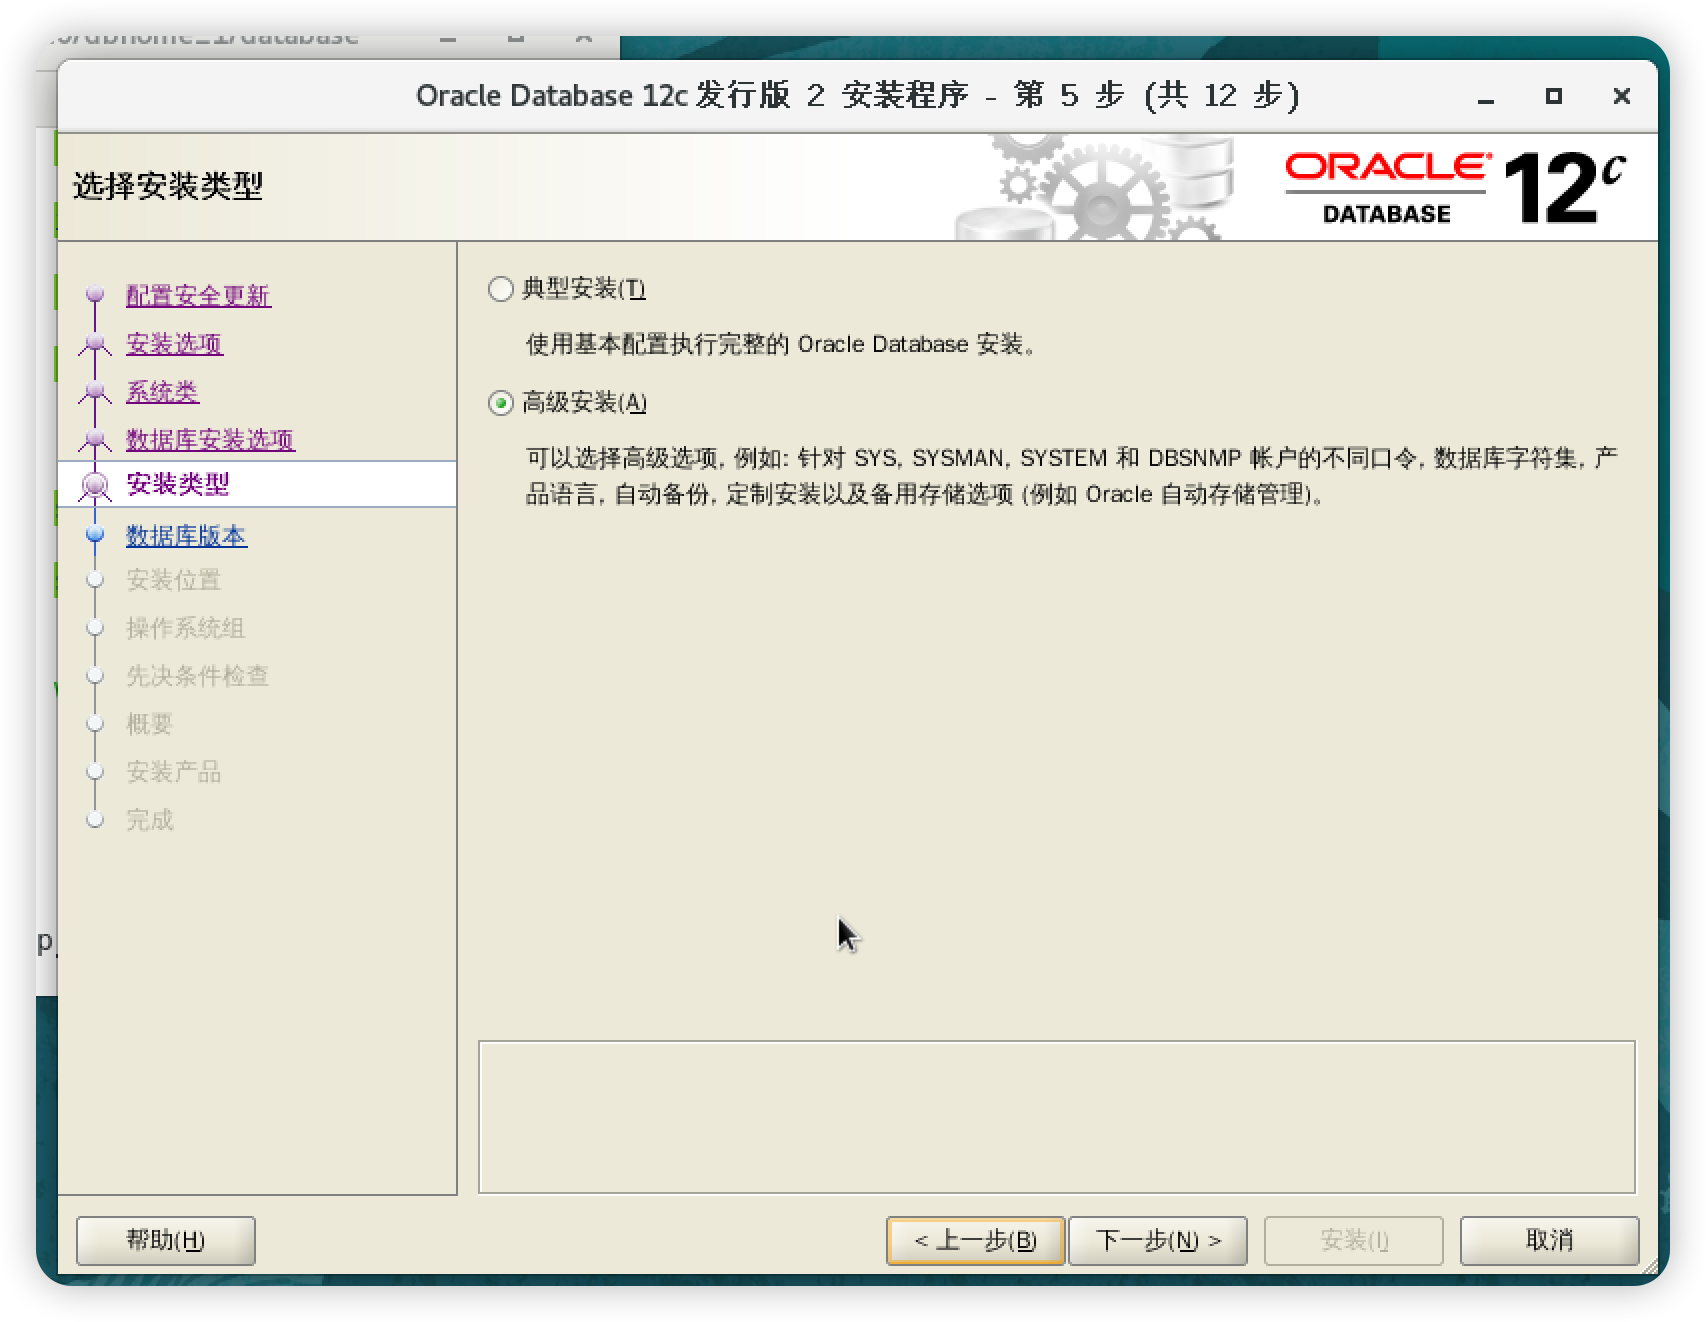 Oracle Database 12c 发行版 2 安装程序 - 第 5 步 (共 12 步)
选择安装类型
ORACLE
DATABASE
12c
配置安全更新
安装选项
系统类
数据库安装选项
安装类型
数据库版本
安装位置
操作系统组
先决条件检查
概要
安装产品
完成
典型安装(T)
使用基本配置执行完整的 Oracle Database 安装。
高级安装(A)
可以选择高级选项, 例如: 针对 SYS, SYSMAN, SYSTEM 和 DBSNMP 帐户的不同口令, 数据库字符集, 产
品语言, 自动备份, 定制安装以及备用存储选项 (例如 Oracle 自动存储管理)。
帮助(H)
< 上一步(B)
下一步(N) >
安装(I)
取消